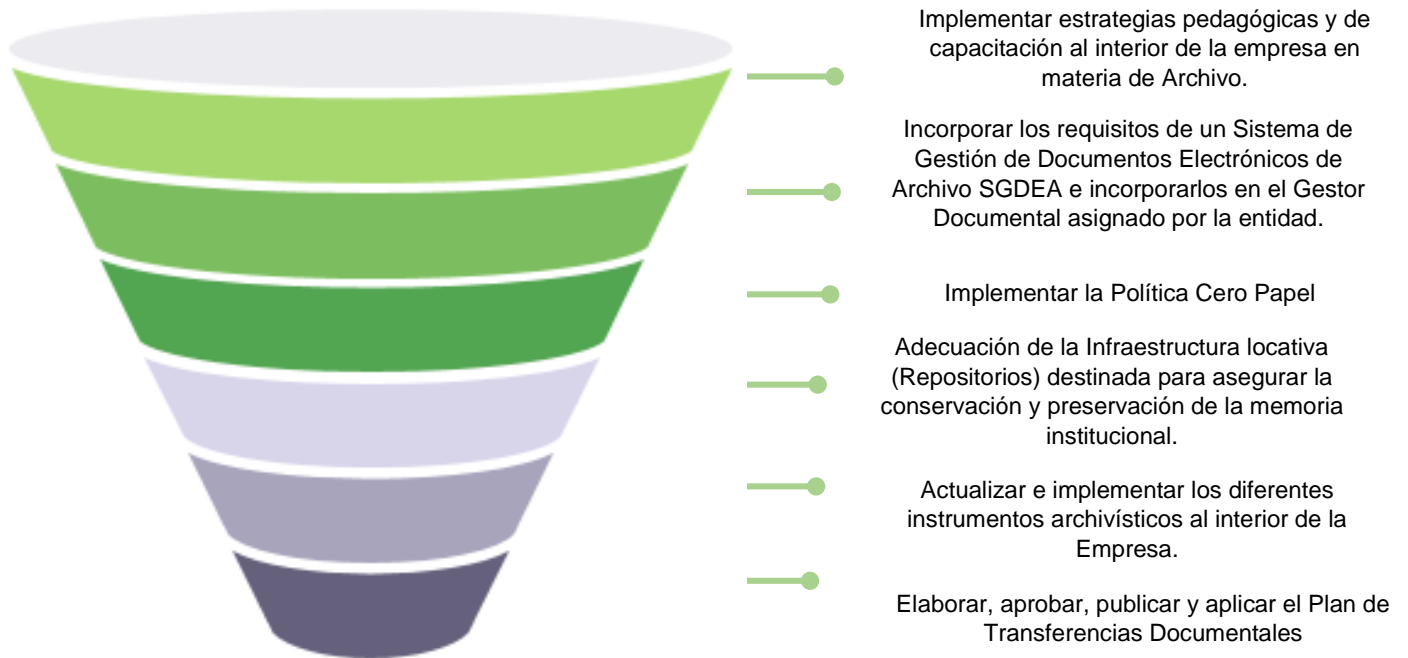 Implementar estrategias pedagógicas y de
capacitación al interior de la empresa en
materia de Archivo.
Incorporar los requisitos de un Sistema de
Gestión de Documentos Electrónicos de
Archivo SGDEA e incorporarlos en el Gestor
Documental asignado por la entidad.
Implementar la Política Cero Papel
Adecuación de la Infraestructura locativa
(Repositorios) destinada para asegurar la
conservación y preservación de la memoria
institucional.
Actualizar e implementar los diferentes
instrumentos archivísticos al interior de la
Empresa.
Elaborar, aprobar, publicar y aplicar el Plan de
Transferencias Documentales